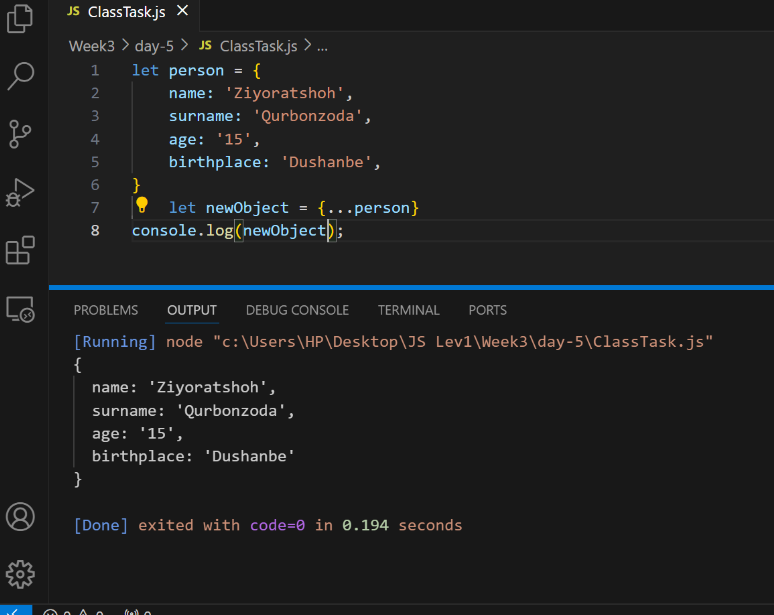 JS ClassTask.js ×
Week3 > day-5 > JS ClassTask.js > ...
1 let person = {
2 name: 'Ziyoratshoh',
3 surname: 'Qurbonzoda',
4 age: '15',
5 birthplace: 'Dushanbe',
6 }
7 let newObject = {...person}
8 console.log(newObject);
PROBLEMS OUTPUT DEBUG CONSOLE TERMINAL PORTS
[Running] node "c:\Users\HP\Desktop\JS Lev1\Week3\day-5\ClassTask.js"
{
name: 'Ziyoratshoh',
surname: 'Qurbonzoda',
age: '15',
birthplace: 'Dushanbe'
}
[Done] exited with code=0 in 0.194 seconds